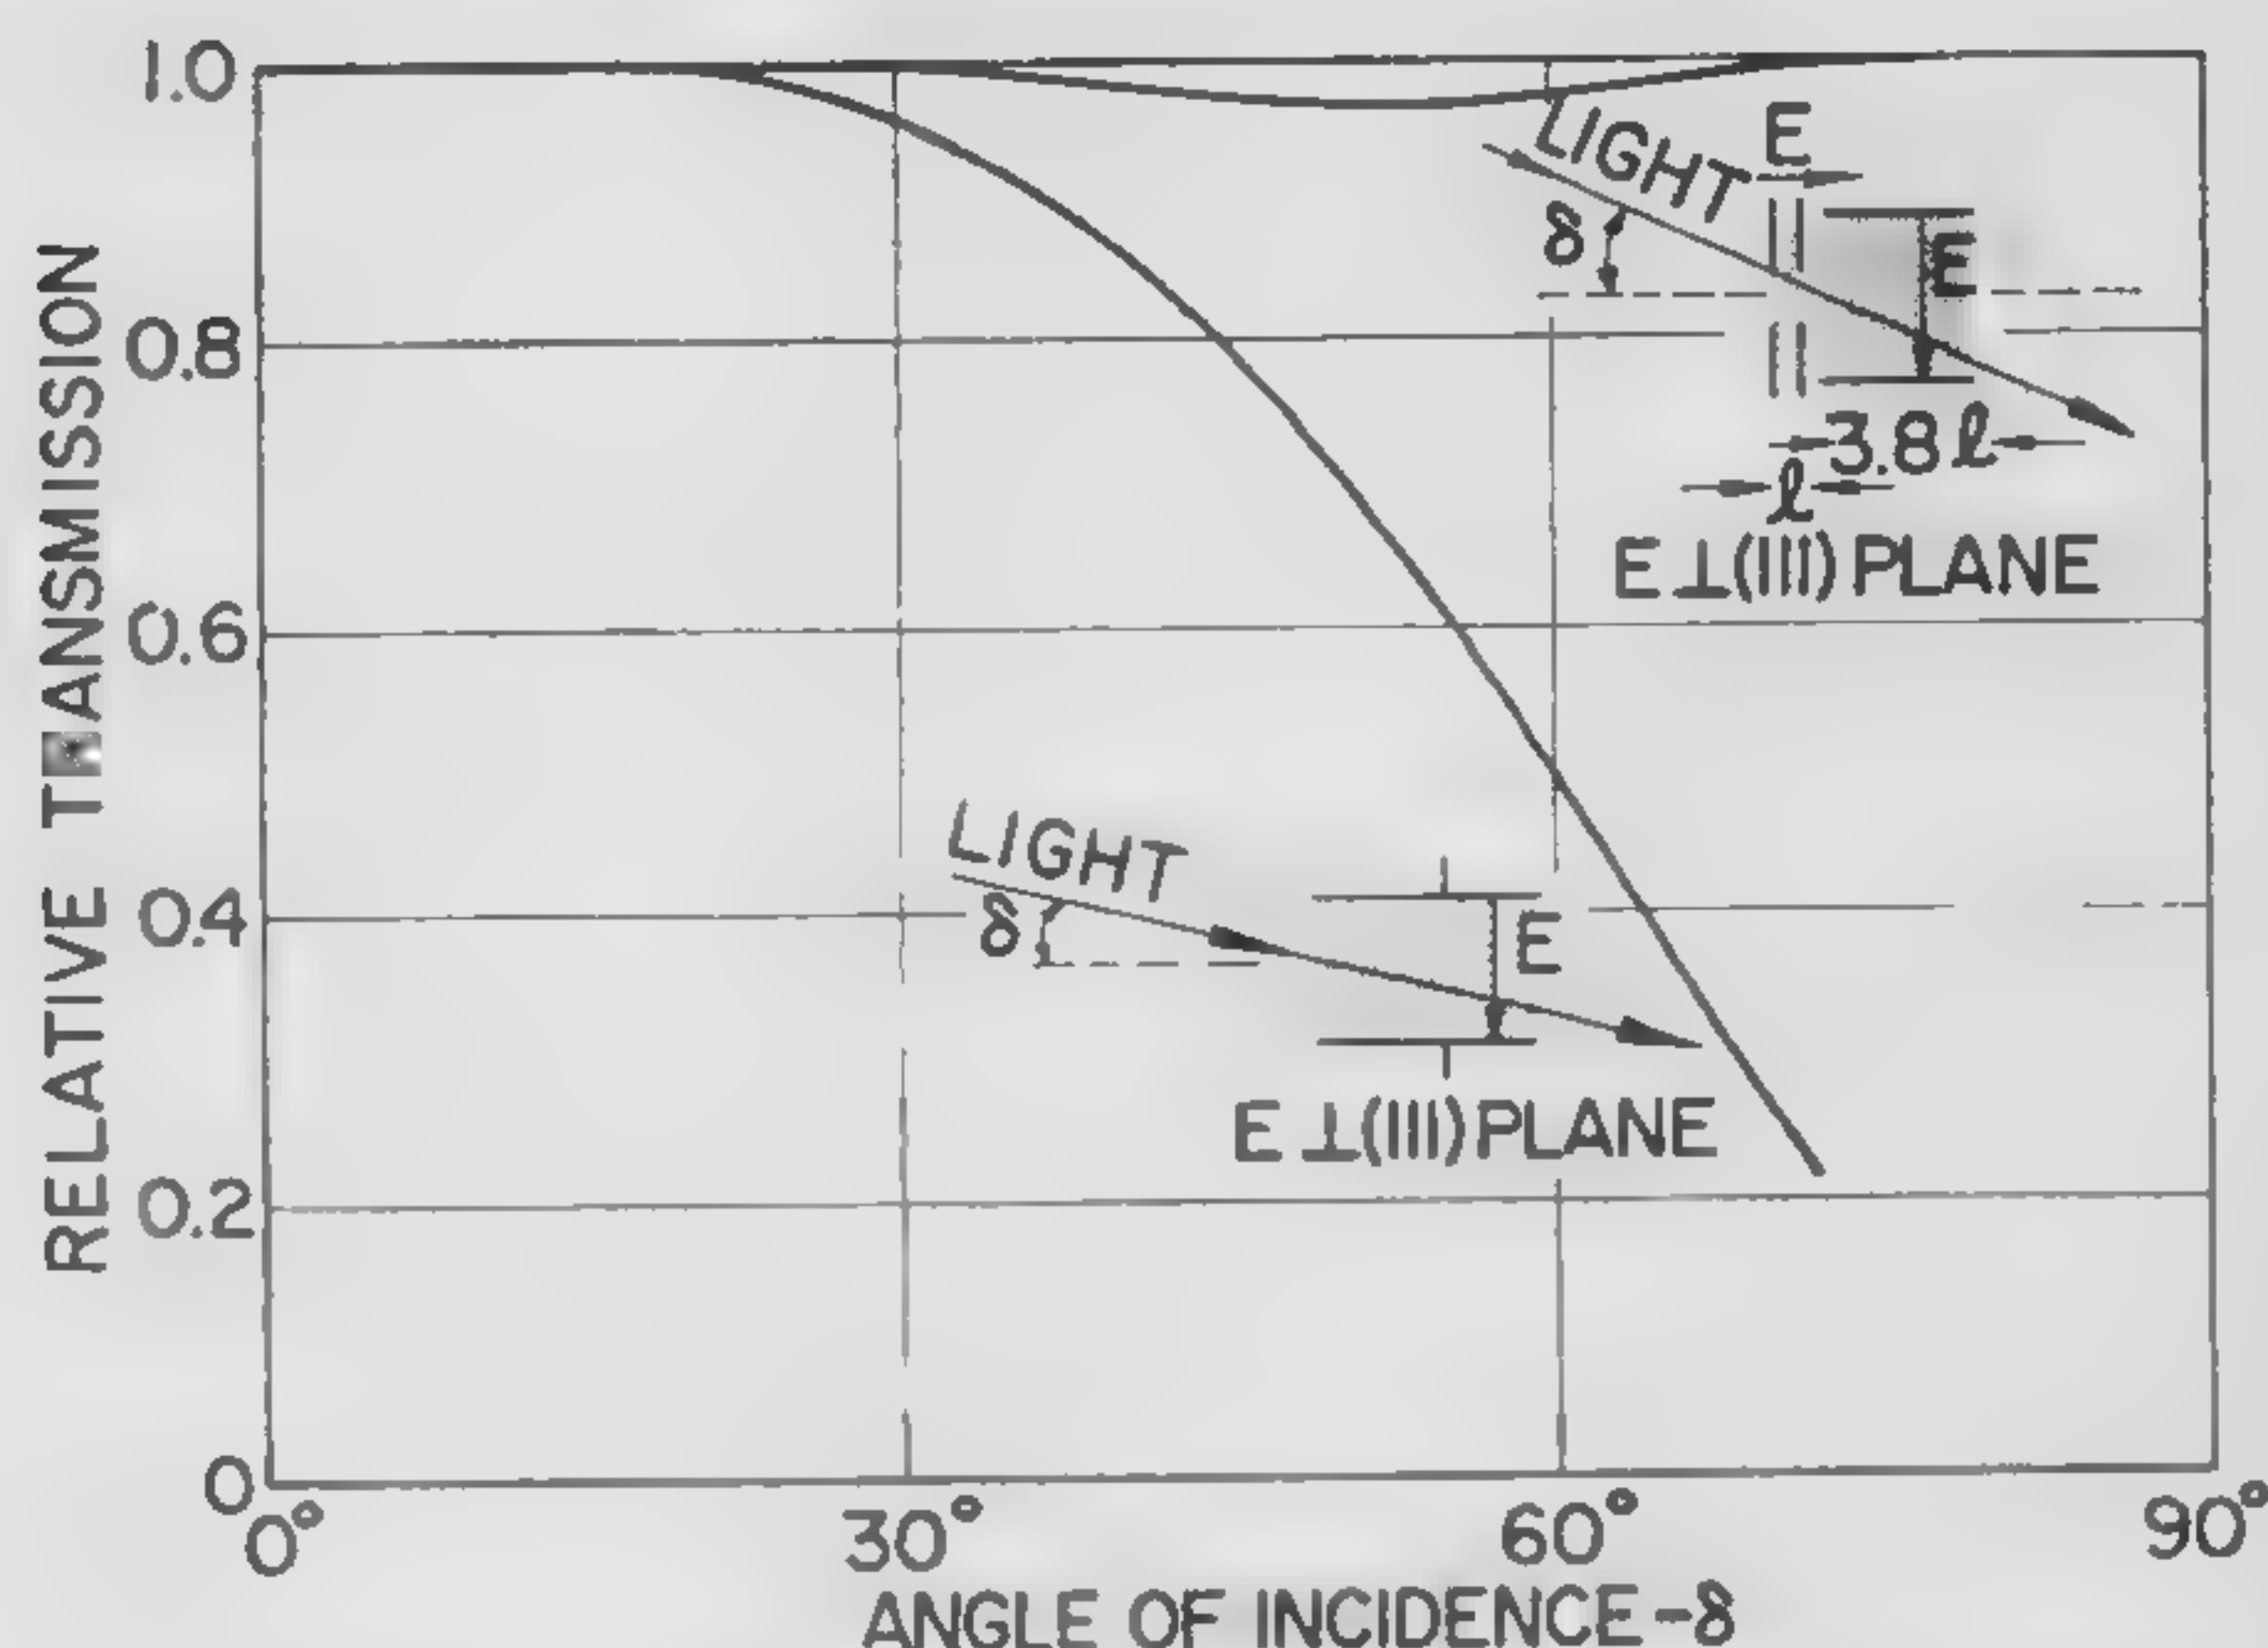 RELATIVE TRANSMISSION
1.0
0.8
0.6
0.4
0.2
0
0°
30°
60°
90°
ANGLE OF INCIDENCE-δ
LIGHT
E
δ
E
3.8ℓ
ℓ
E⊥(111) PLANE
LIGHT
δ
E
E⊥(111) PLANE